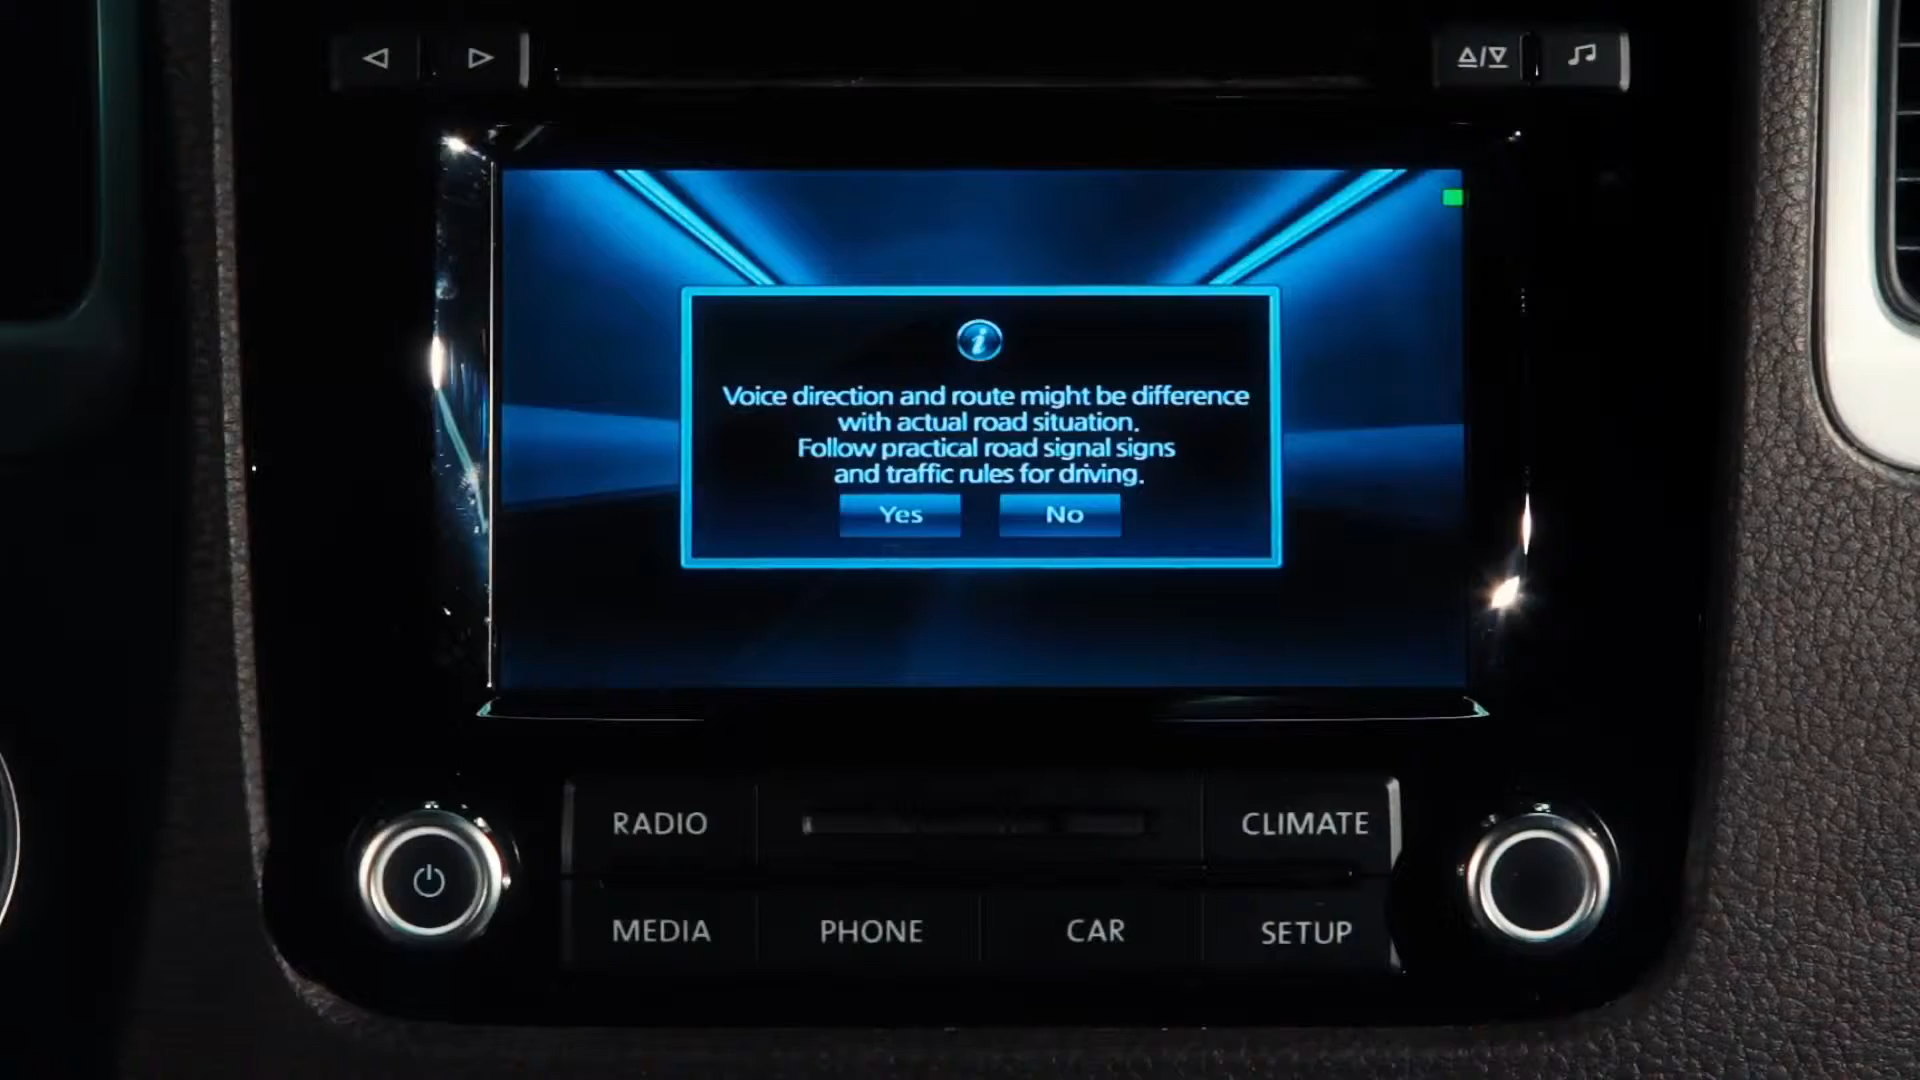 Voice direction and route might be difference
with actual road situation.
Follow practical road signal signs
and traffic rules for driving.
Yes No
RADIO CLIMATE
MEDIA PHONE CAR SETUP